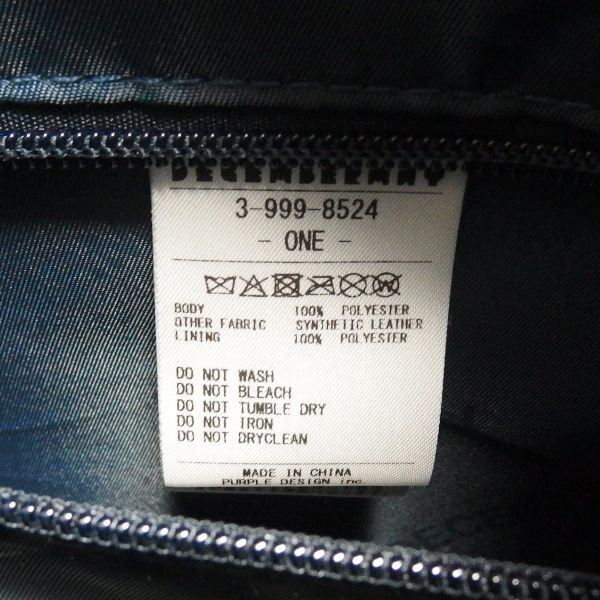 DECEMBERMAY
3-999-8524
- ONE -
BODY 100% POLYESTER
OTHER FABRIC SYNTHETIC LEATHER
LINING 100% POLYESTER
DO NOT WASH
DO NOT BLEACH
DO NOT TUMBLE DRY
DO NOT IRON
DO NOT DRYCLEAN
MADE IN CHINA
PURPLE DESIGN inc.